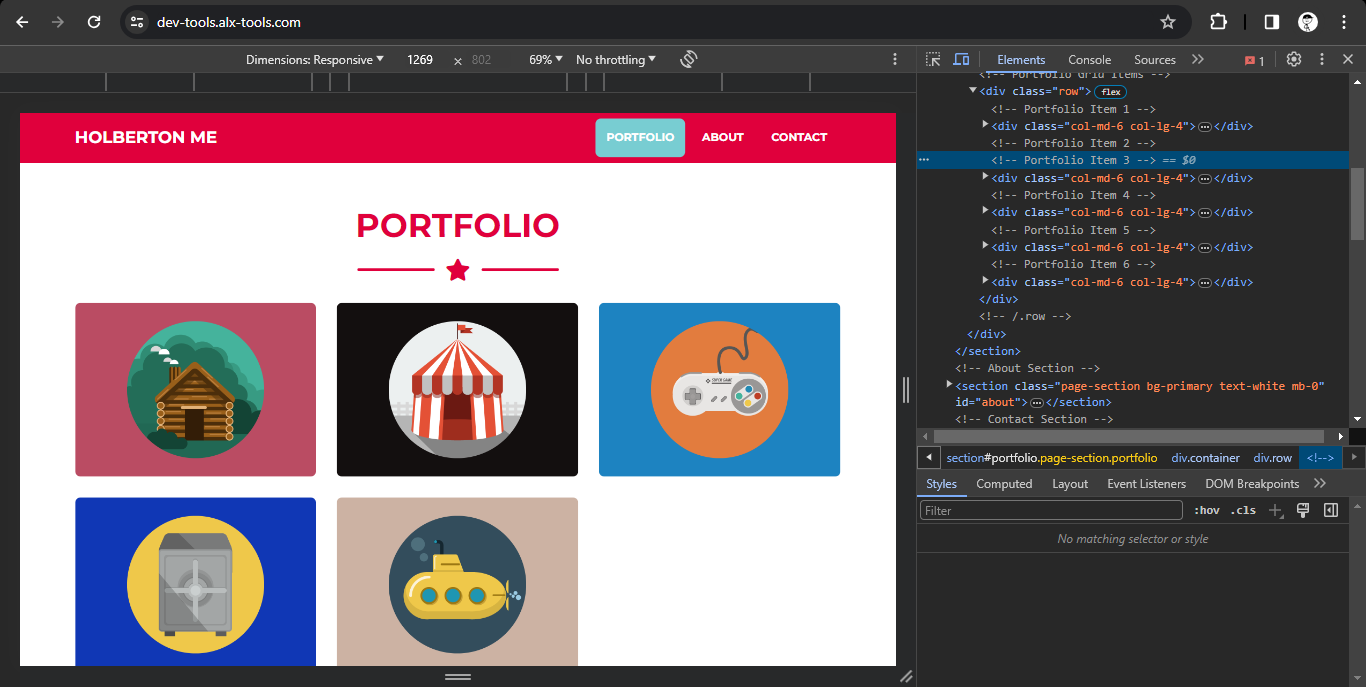 dev-tools.alx-tools.com
Dimensions: Responsive 1269 × 802 69% No throttling
HOLBERTON ME
PORTFOLIO ABOUT CONTACT
PORTFOLIO
SUPER GAME
Elements Console Sources 1
<!-- Portfolio Grid Items -->
<div class="row"> flex
<!-- Portfolio Item 1 -->
<div class="col-md-6 col-lg-4">…</div>
<!-- Portfolio Item 2 -->
<!-- Portfolio Item 3 --> == $0
<div class="col-md-6 col-lg-4">…</div>
<!-- Portfolio Item 4 -->
<div class="col-md-6 col-lg-4">…</div>
<!-- Portfolio Item 5 -->
<div class="col-md-6 col-lg-4">…</div>
<!-- Portfolio Item 6 -->
<div class="col-md-6 col-lg-4">…</div>
</div>
<!-- /.row -->
</div>
</section>
<!-- About Section -->
<section class="page-section bg-primary text-white mb-0"
id="about">…</section>
<!-- Contact Section -->
section#portfolio.page-section.portfolio div.container div.row <!-->
Styles Computed Layout Event Listeners DOM Breakpoints
Filter :hov .cls
No matching selector or style